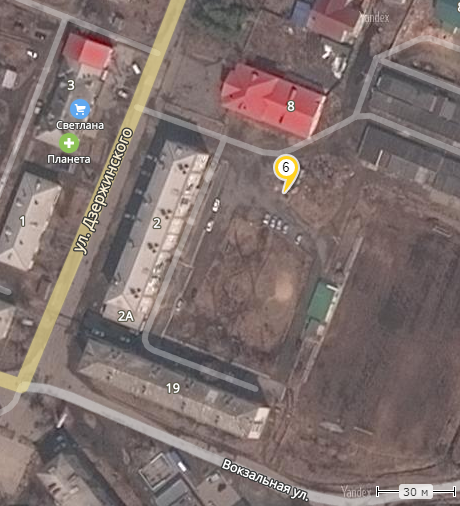 Yandex
3
8
Светлана
Планета
6
ул. Дзержинского
1
2
2А
19
Вокзальная ул.
Yandex
30 м